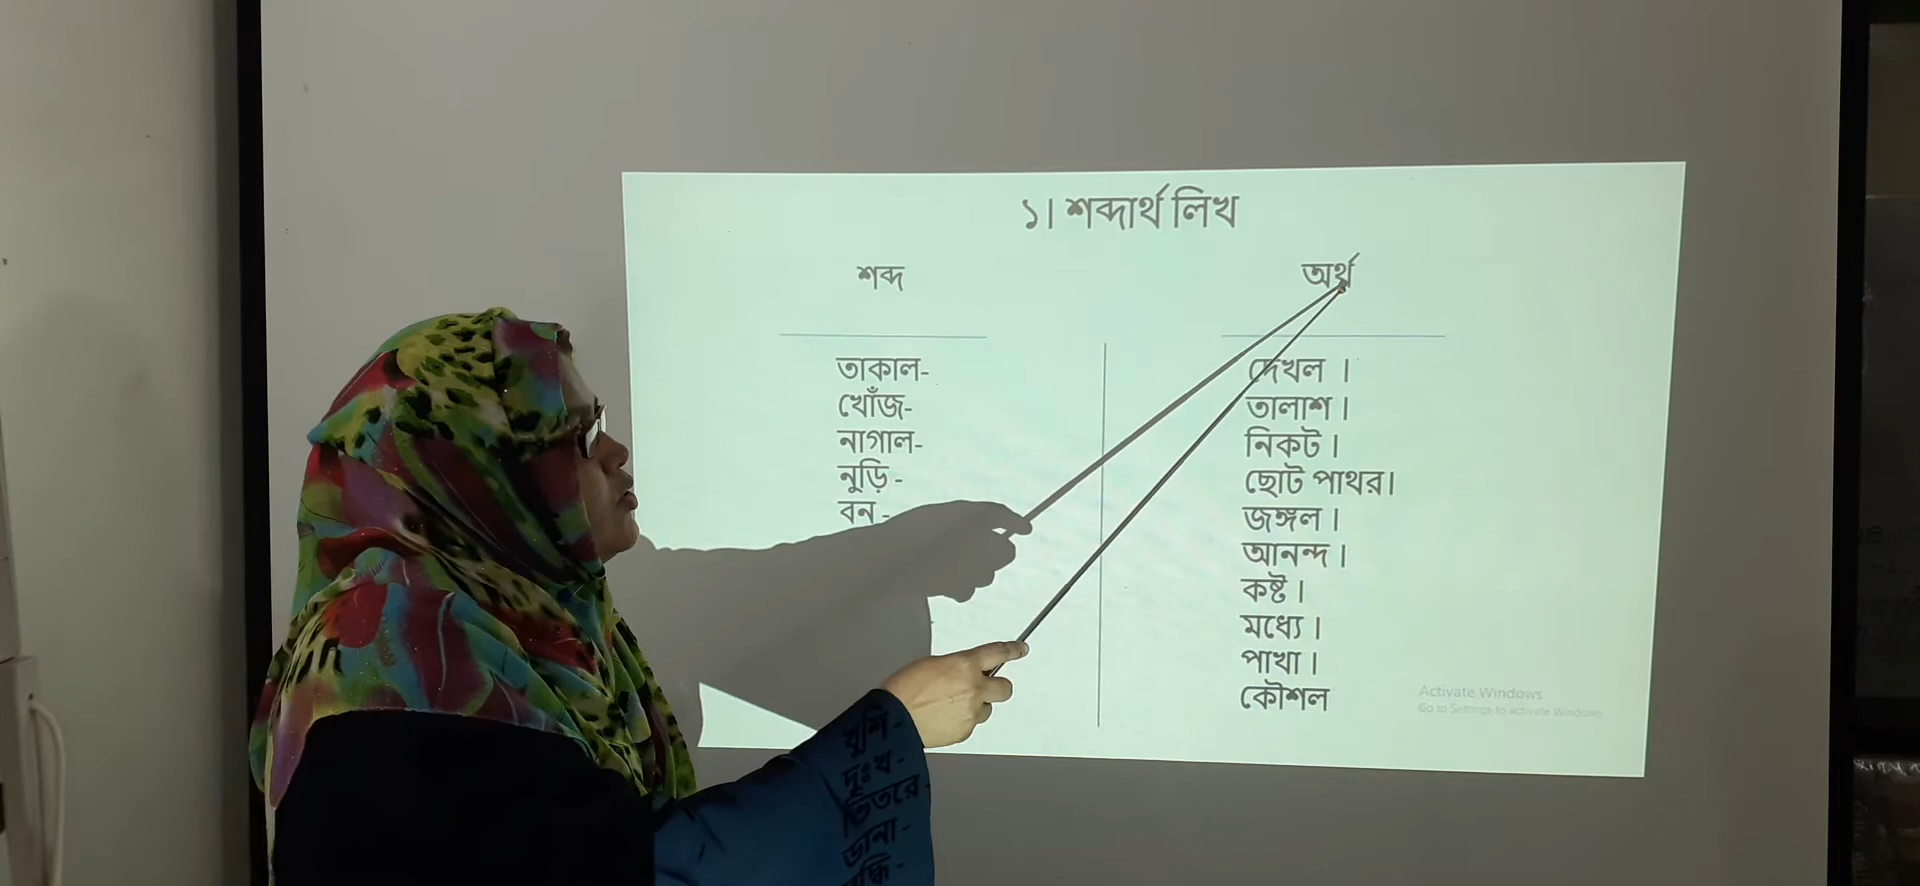 ১। শব্দার্থ লিখ
শব্দ
অর্থ
তাকাল-
খোঁজ-
নাগাল-
নুড়ি -
বন -
খুশি -
দুঃখ -
ভিতরে -
ডানা -
বুদ্ধি -
দেখল ।
তালাশ ।
নিকট ।
ছোট পাথর।
জঙ্গল ।
আনন্দ ।
কষ্ট ।
মধ্যে ।
পাখা ।
কৌশল
Activate Windows
Go to Settings to activate Windows